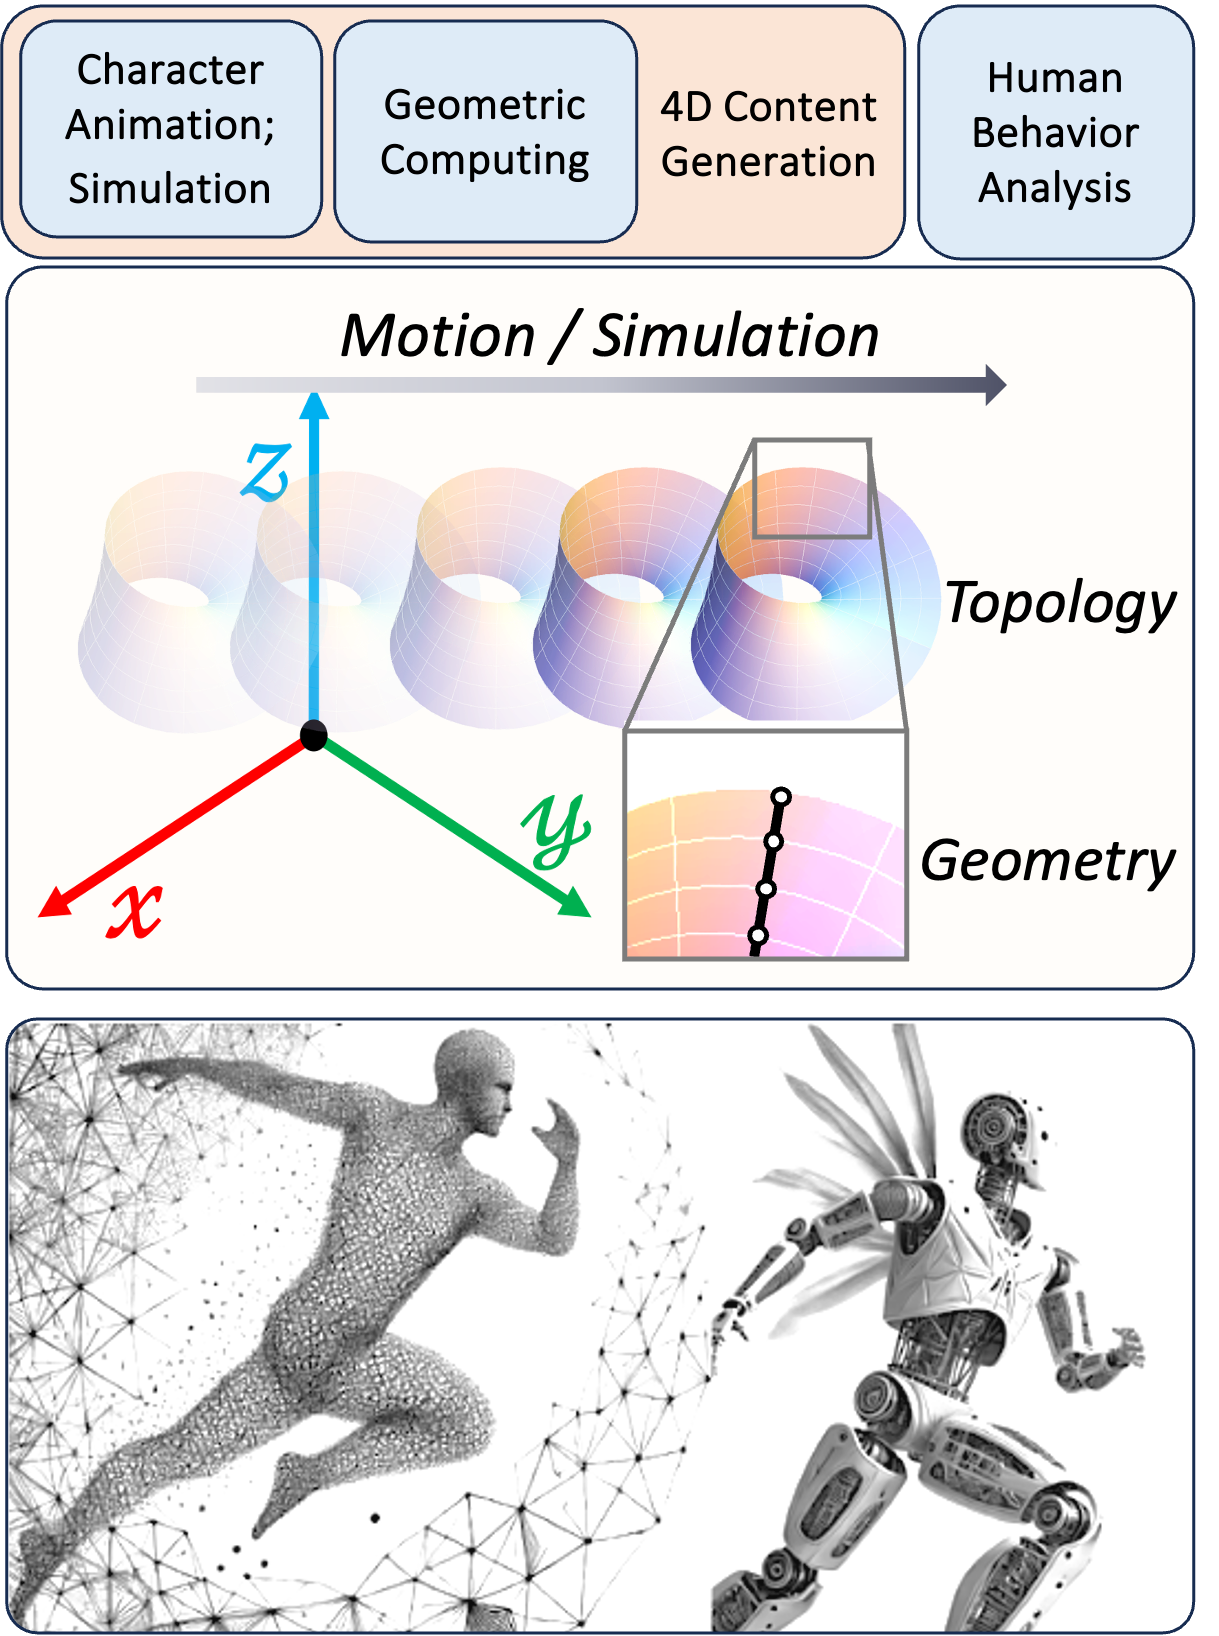 Character
Animation;
Simulation
Geometric
Computing
4D Content
Generation
Human
Behavior
Analysis
Motion / Simulation
z
Topology
y
x
Geometry